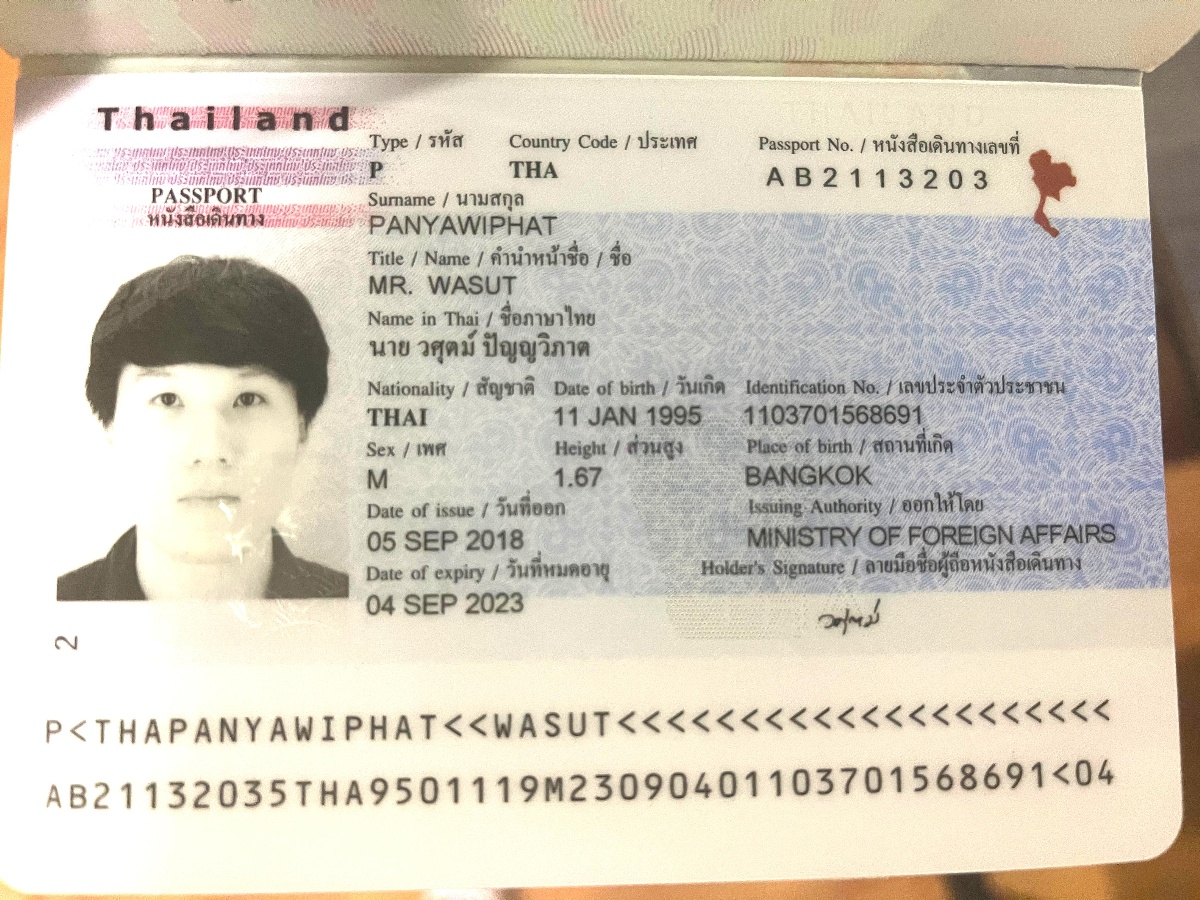 Thailand
PASSPORT
หนังสือเดินทาง
Type / รหัส Country Code / ประเทศ Passport No. / หนังสือเดินทางเลขที่
P THA AB2113203
Surname / นามสกุล
PANYAWIPHAT
Title / Name / คำนำหน้าชื่อ / ชื่อ
MR. WASUT
Name in Thai / ชื่อภาษาไทย
นาย วศุตม์ ปัญญวิภาต
Nationality / สัญชาติ Date of birth / วันเกิด Identification No. / เลขประจำตัวประชาชน
THAI 11 JAN 1995 1103701568691
Sex / เพศ Height / ส่วนสูง Place of birth / สถานที่เกิด
M 1.67 BANGKOK
Date of issue / วันที่ออก Issuing Authority / ออกให้โดย
05 SEP 2018 MINISTRY OF FOREIGN AFFAIRS
Date of expiry / วันที่หมดอายุ Holder's Signature / ลายมือชื่อผู้ถือหนังสือเดินทาง
04 SEP 2023
2
P<THAPANYAWIPHAT<<WASUT<<<<<<<<<<<<<<<<<<<<<
AB21132035THA9501119M23090401103701568691<04